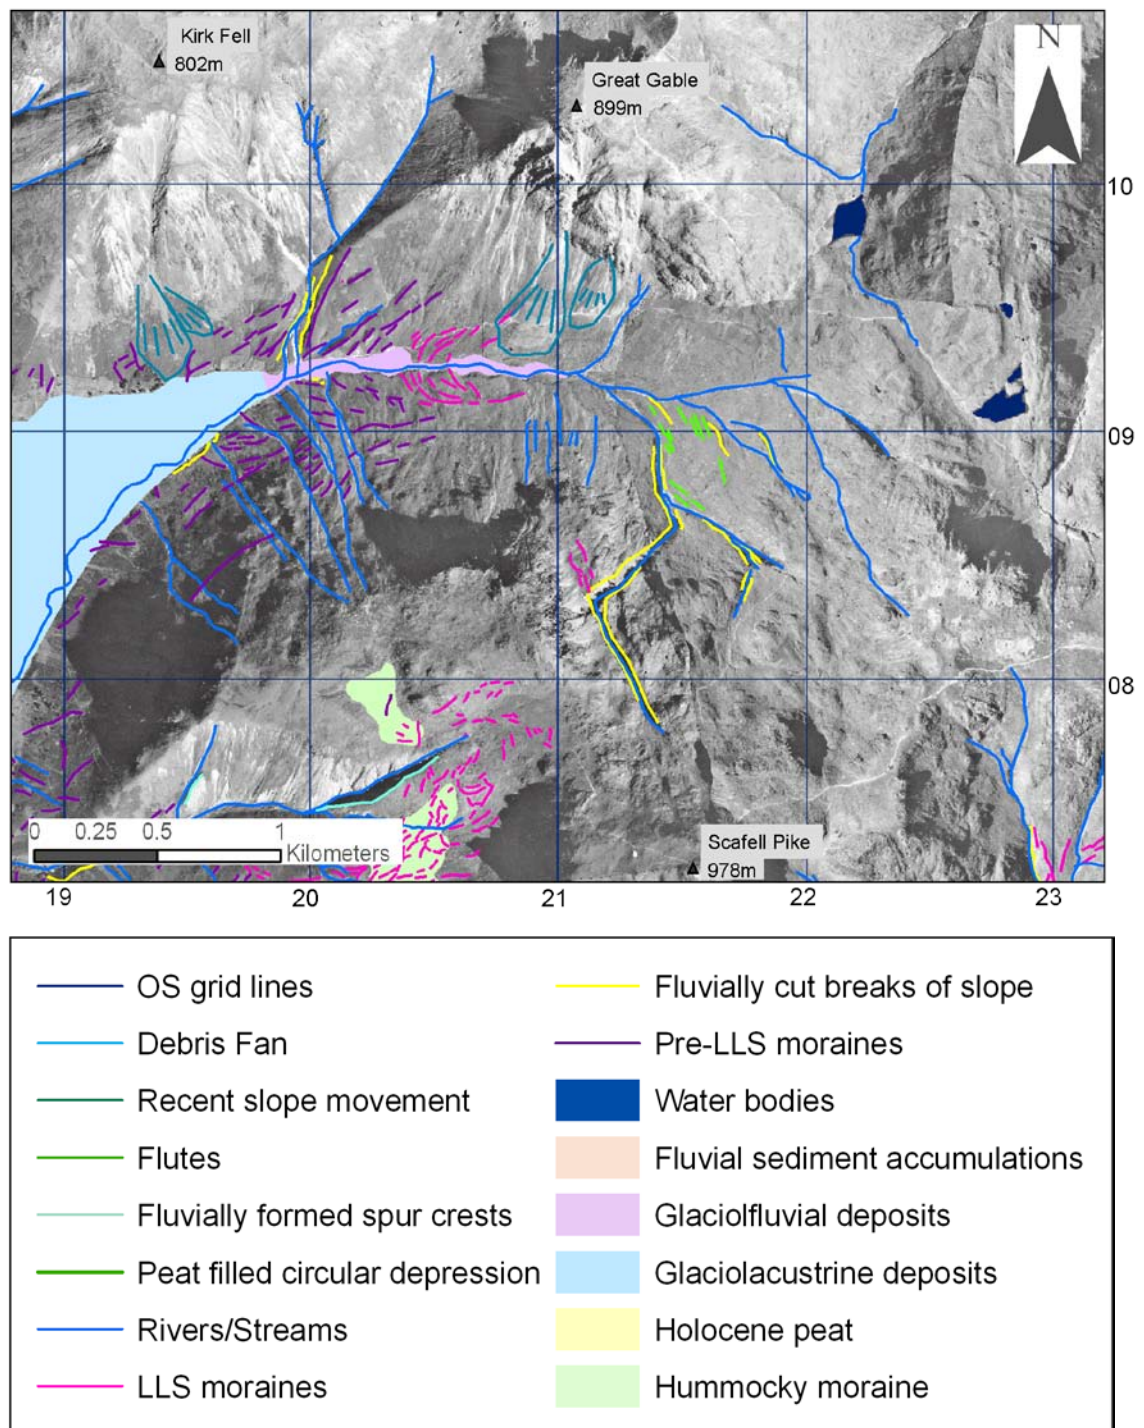 Kirk Fell
802m
N
Great Gable
899m
10
09
08
0 0.25 0.5 1
Kilometers
Scafell Pike
978m
19 20 21 22 23
OS grid lines
Debris Fan
Recent slope movement
Flutes
Fluvially formed spur crests
Peat filled circular depression
Rivers/Streams
LLS moraines
Fluvially cut breaks of slope
Pre-LLS moraines
Water bodies
Fluvial sediment accumulations
Glaciolfluvial deposits
Glaciolacustrine deposits
Holocene peat
Hummocky moraine